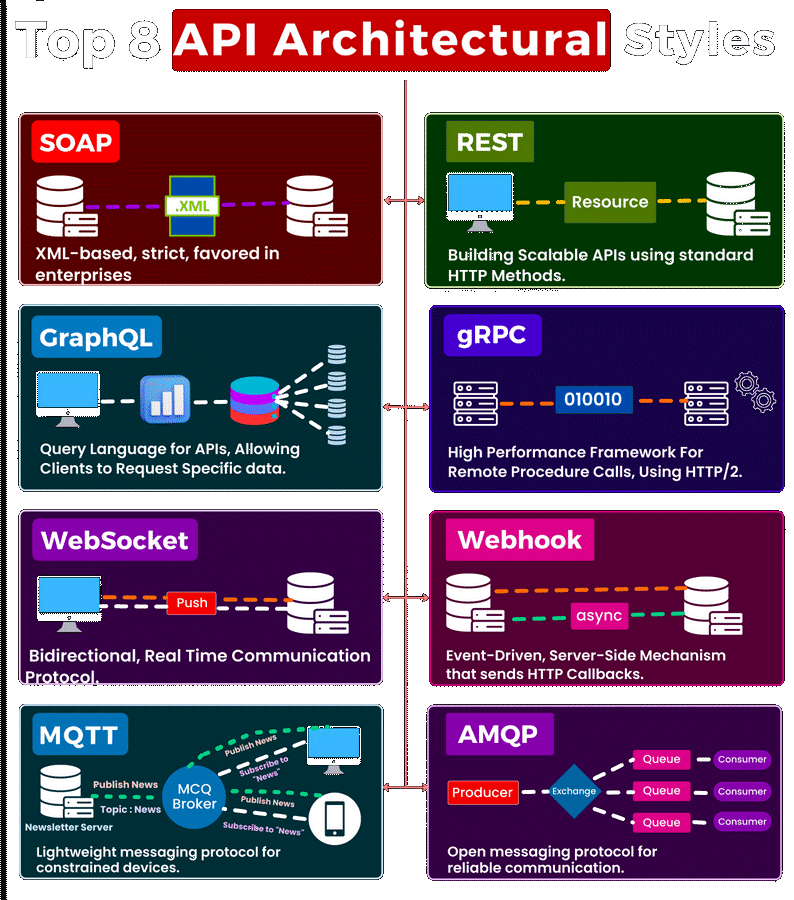 Top 8 API Architectural Styles
SOAP
.XML
XML-based, strict, favored in
enterprises
REST
Resource
Building Scalable APIs using standard
HTTP Methods.
GraphQL
Query Language for APIs, Allowing
Clients to Request Specific data.
gRPC
010010
High Performance Framework For
Remote Procedure Calls, Using HTTP/2.
WebSocket
Push
Bidirectional, Real Time Communication
Protocol.
Webhook
async
Event-Driven, Server-Side Mechanism
that sends HTTP Callbacks.
MQTT
Publish News
Topic : News
Newsletter Server
MCQ
Broker
Publish News
Subscribe to
"News"
Publish News
Subscribe to "News"
Lightweight messaging protocol for
constrained devices.
AMQP
Producer
Exchange
Queue
Consumer
Queue
Consumer
Queue
Consumer
Open messaging protocol for
reliable communication.